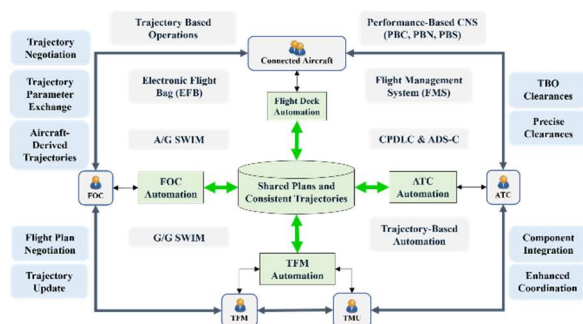 Trajectory Based
Operations
Performance-Based CNS
(PBC, PBN, PBS)
Trajectory
Negotiation
Connected Aircraft
Trajectory
Parameter
Exchange
Electronic Flight
Bag (EFB)
Flight Management
System (FMS)
TBO
Clearances
Flight Deck
Automation
Precise
Clearances
Aircraft-
Derived
Trajectories
A/G SWIM
CPDLC & ADS-C
FOC
FOC
Automation
Shared Plans and
Consistent Trajectories
ATC
Automation
ATC
Flight Plan
Negotiation
G/G SWIM
Trajectory-Based
Automation
Component
Integration
Trajectory
Update
TFM
Automation
Enhanced
Coordination
TFM
TMU